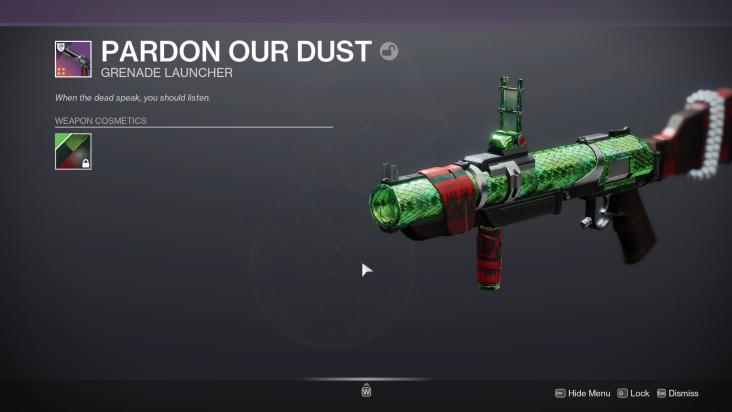 PARDON OUR DUST
GRENADE LAUNCHER
When the dead speak, you should listen.
WEAPON COSMETICS
W
Hide Menu Lock Dismiss